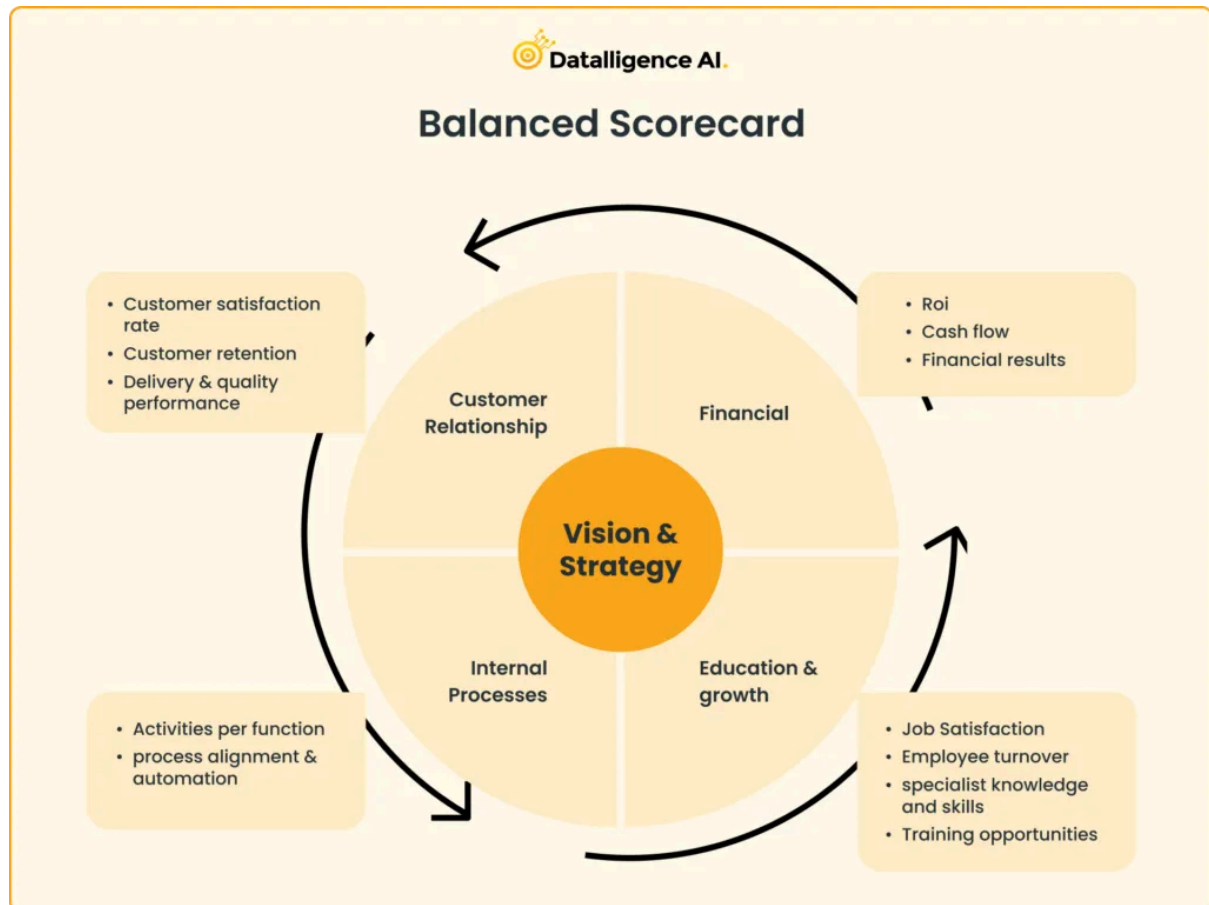 Datalligence AI.
Balanced Scorecard
• Customer satisfaction
rate
• Customer retention
• Delivery & quality
performance
• Roi
• Cash flow
• Financial results
Customer
Relationship
Financial
Vision &
Strategy
Internal
Processes
Education &
growth
• Activities per function
• process alignment &
automation
• Job Satisfaction
• Employee turnover
• specialist knowledge
and skills
• Training opportunities